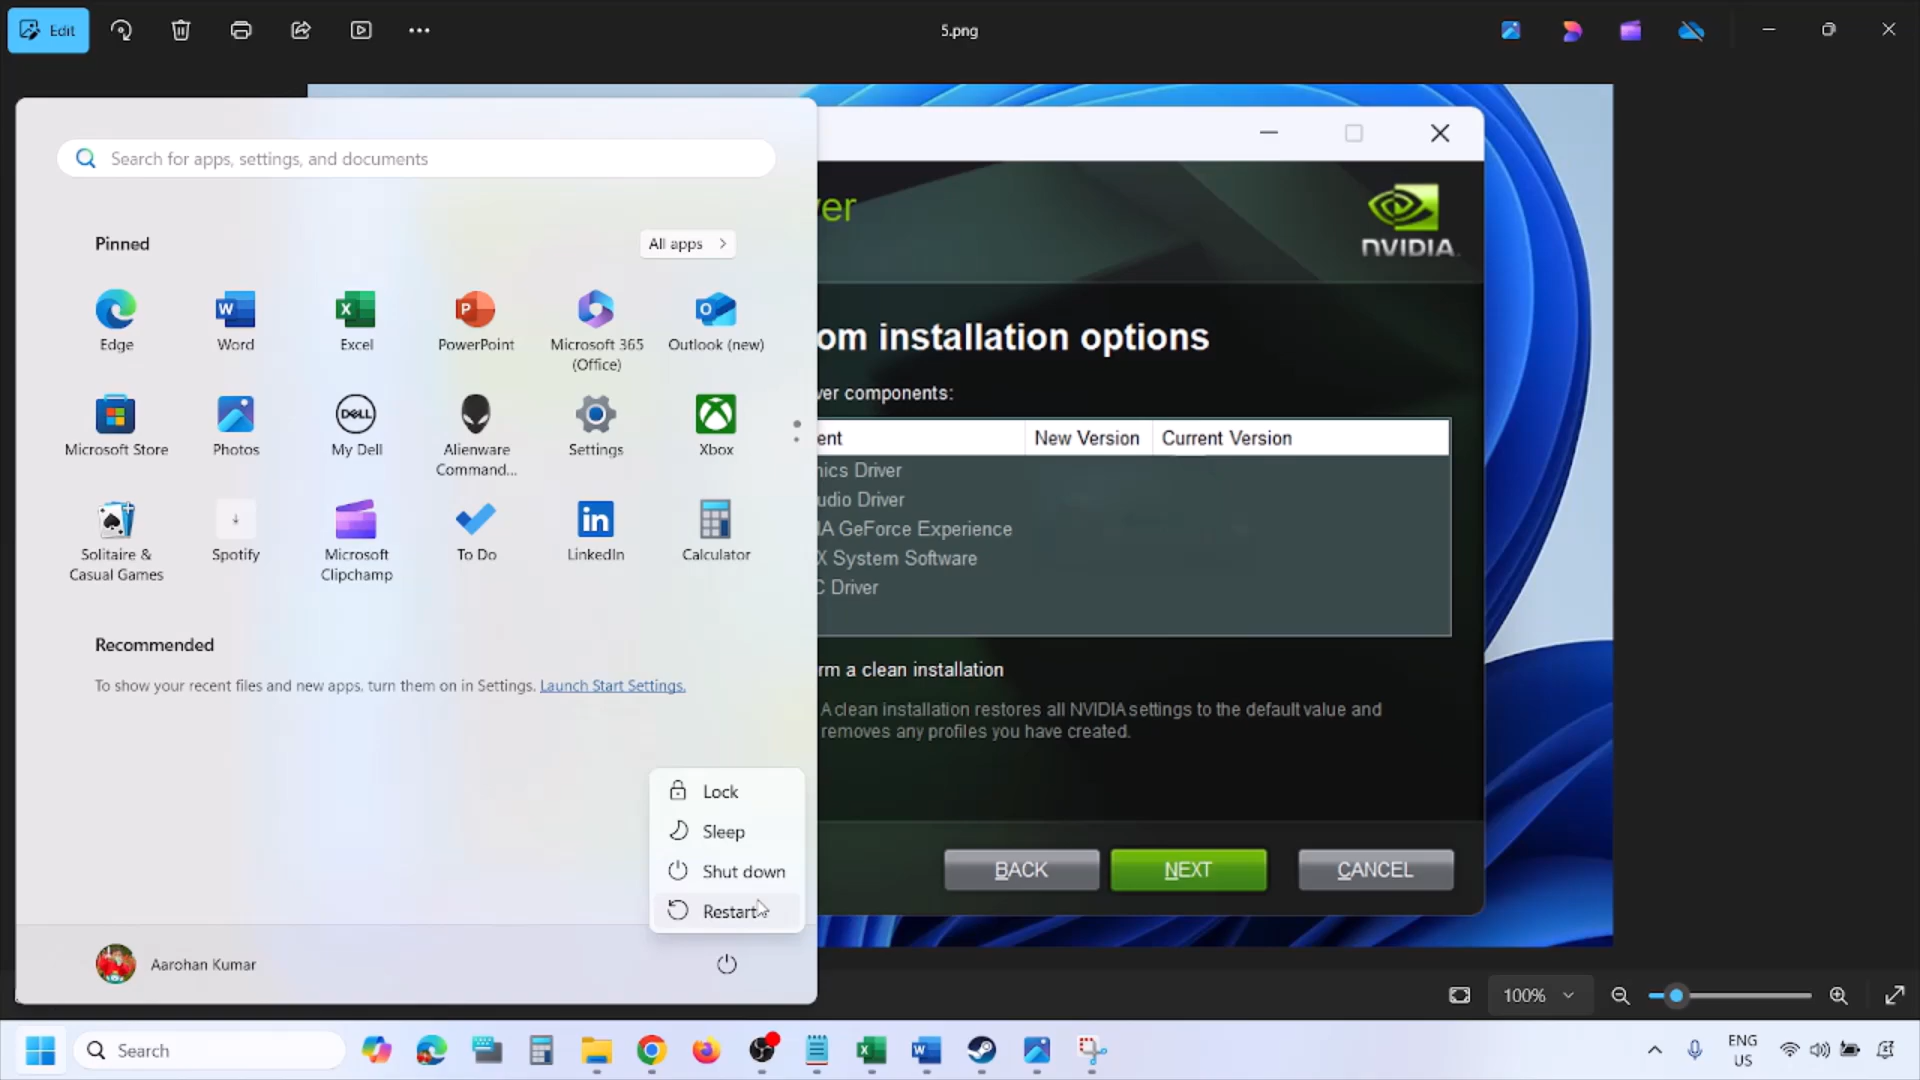 Edit
5.png
Search for apps, settings, and documents
Pinned
All apps
Edge
Word
Excel
PowerPoint
Microsoft 365
(Office)
Outlook (new)
Microsoft Store
Photos
DELL
My Dell
Alienware
Command...
Settings
Xbox
Solitaire &
Casual Games
Spotify
Microsoft
Clipchamp
To Do
LinkedIn
Calculator
Recommended
To show your recent files and new apps, turn them on in Settings. Launch Start Settings.
Lock
Sleep
Shut down
Restart
Aarohan Kumar
ver
NVIDIA.
om installation options
ver components:
ent
New Version
Current Version
nics Driver
udio Driver
IA GeForce Experience
X System Software
C Driver
rm a clean installation
A clean installation restores all NVIDIA settings to the default value and
removes any profiles you have created.
BACK
NEXT
CANCEL
100%
Search
ENG
US